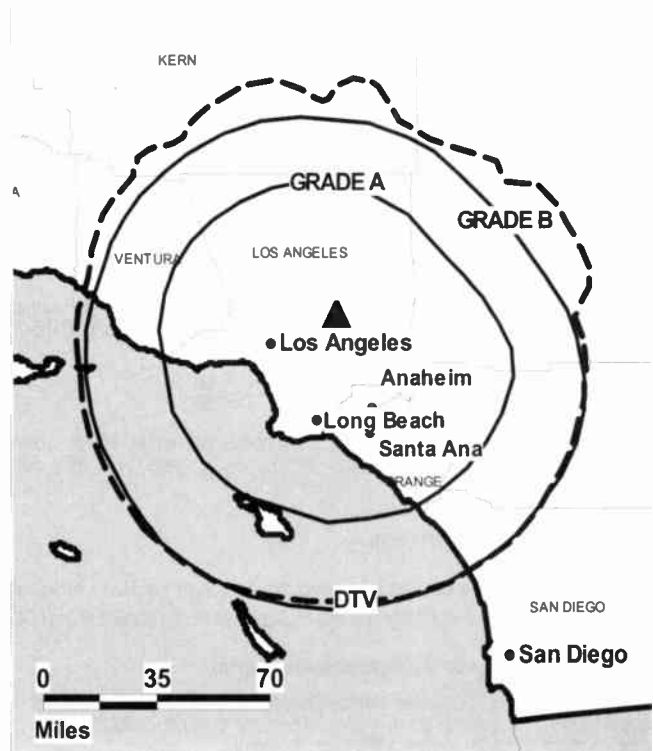 KERN
GRADE A
A
GRADE B
LOS ANGELES
VENTURA
Los Angeles
Anaheim
Long Beach
Santa Ana
RANGE
DTV
SAN DIEGO
San Diego
0 35 70
Miles